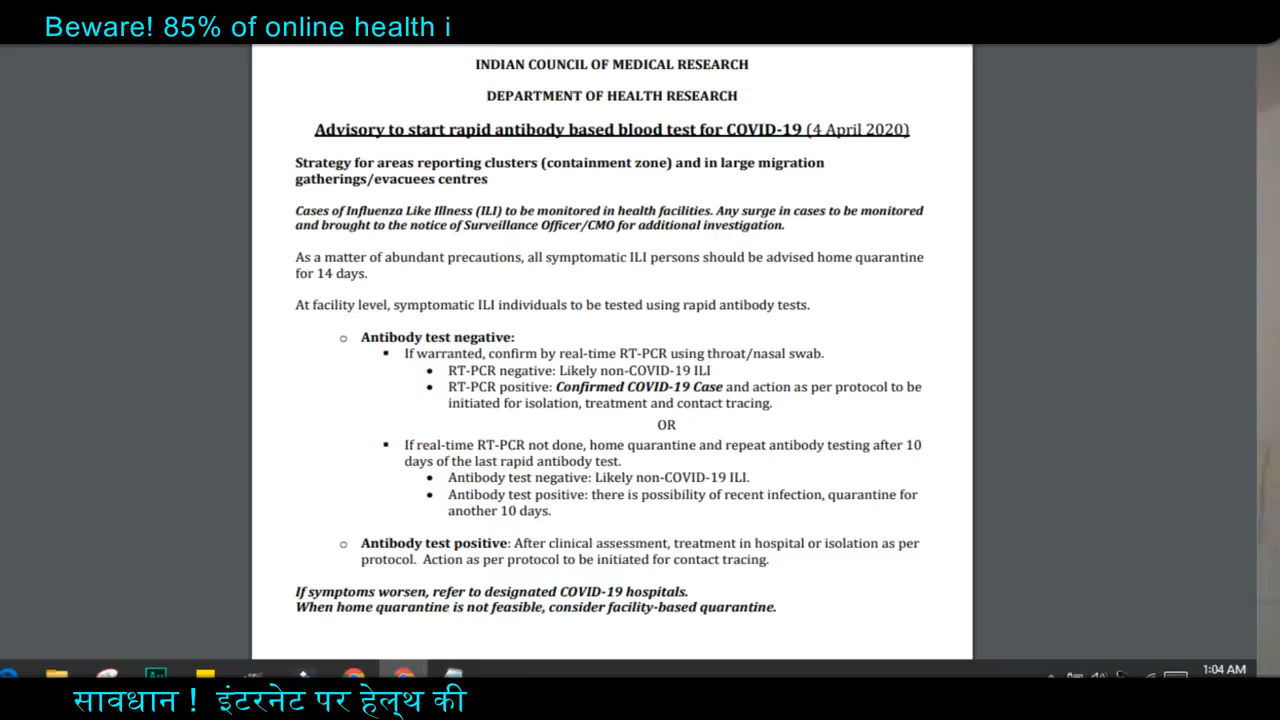 Beware! 85% of online health i
INDIAN COUNCIL OF MEDICAL RESEARCH
DEPARTMENT OF HEALTH RESEARCH
Advisory to start rapid antibody based blood test for COVID-19 (4 April 2020)
Strategy for areas reporting clusters (containment zone) and in large migration
gatherings/evacuees centres
Cases of Influenza Like Illness (ILI) to be monitored in health facilities. Any surge in cases to be monitored
and brought to the notice of Surveillance Officer/CMO for additional investigation.
As a matter of abundant precautions, all symptomatic ILI persons should be advised home quarantine
for 14 days.
At facility level, symptomatic ILI individuals to be tested using rapid antibody tests.
o Antibody test negative:
▪ If warranted, confirm by real-time RT-PCR using throat/nasal swab.
• RT-PCR negative: Likely non-COVID-19 ILI
• RT-PCR positive: Confirmed COVID-19 Case and action as per protocol to be
initiated for isolation, treatment and contact tracing.
OR
▪ If real-time RT-PCR not done, home quarantine and repeat antibody testing after 10
days of the last rapid antibody test.
• Antibody test negative: Likely non-COVID-19 ILI.
• Antibody test positive: there is possibility of recent infection, quarantine for
another 10 days.
o Antibody test positive: After clinical assessment, treatment in hospital or isolation as per
protocol. Action as per protocol to be initiated for contact tracing.
If symptoms worsen, refer to designated COVID-19 hospitals.
When home quarantine is not feasible, consider facility-based quarantine.
1:04 AM
सावधान ! इंटरनेट पर हेल्थ की